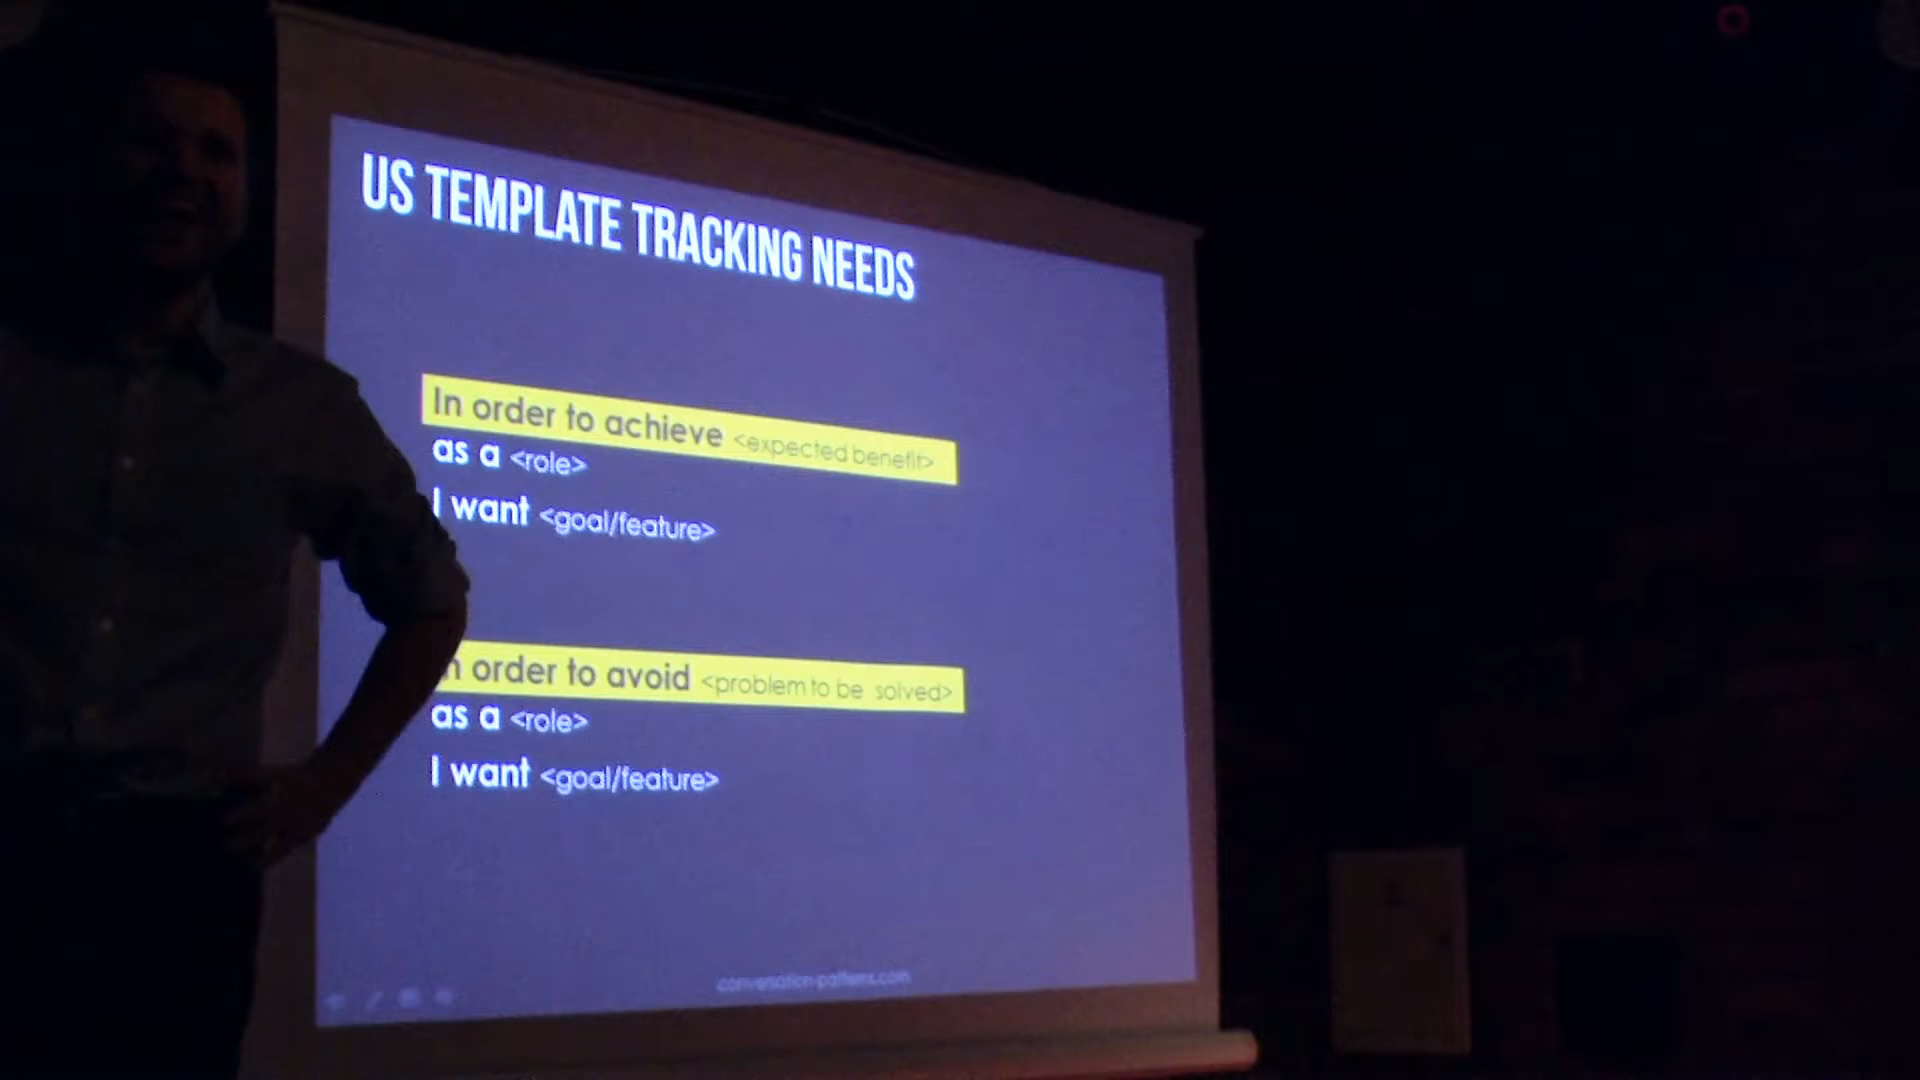 US TEMPLATE TRACKING NEEDS
In order to achieve <expected benefit>
as a <role>
I want <goal/feature>
n order to avoid <problem to be solved>
as a <role>
I want <goal/feature>
conversation-patterns.com